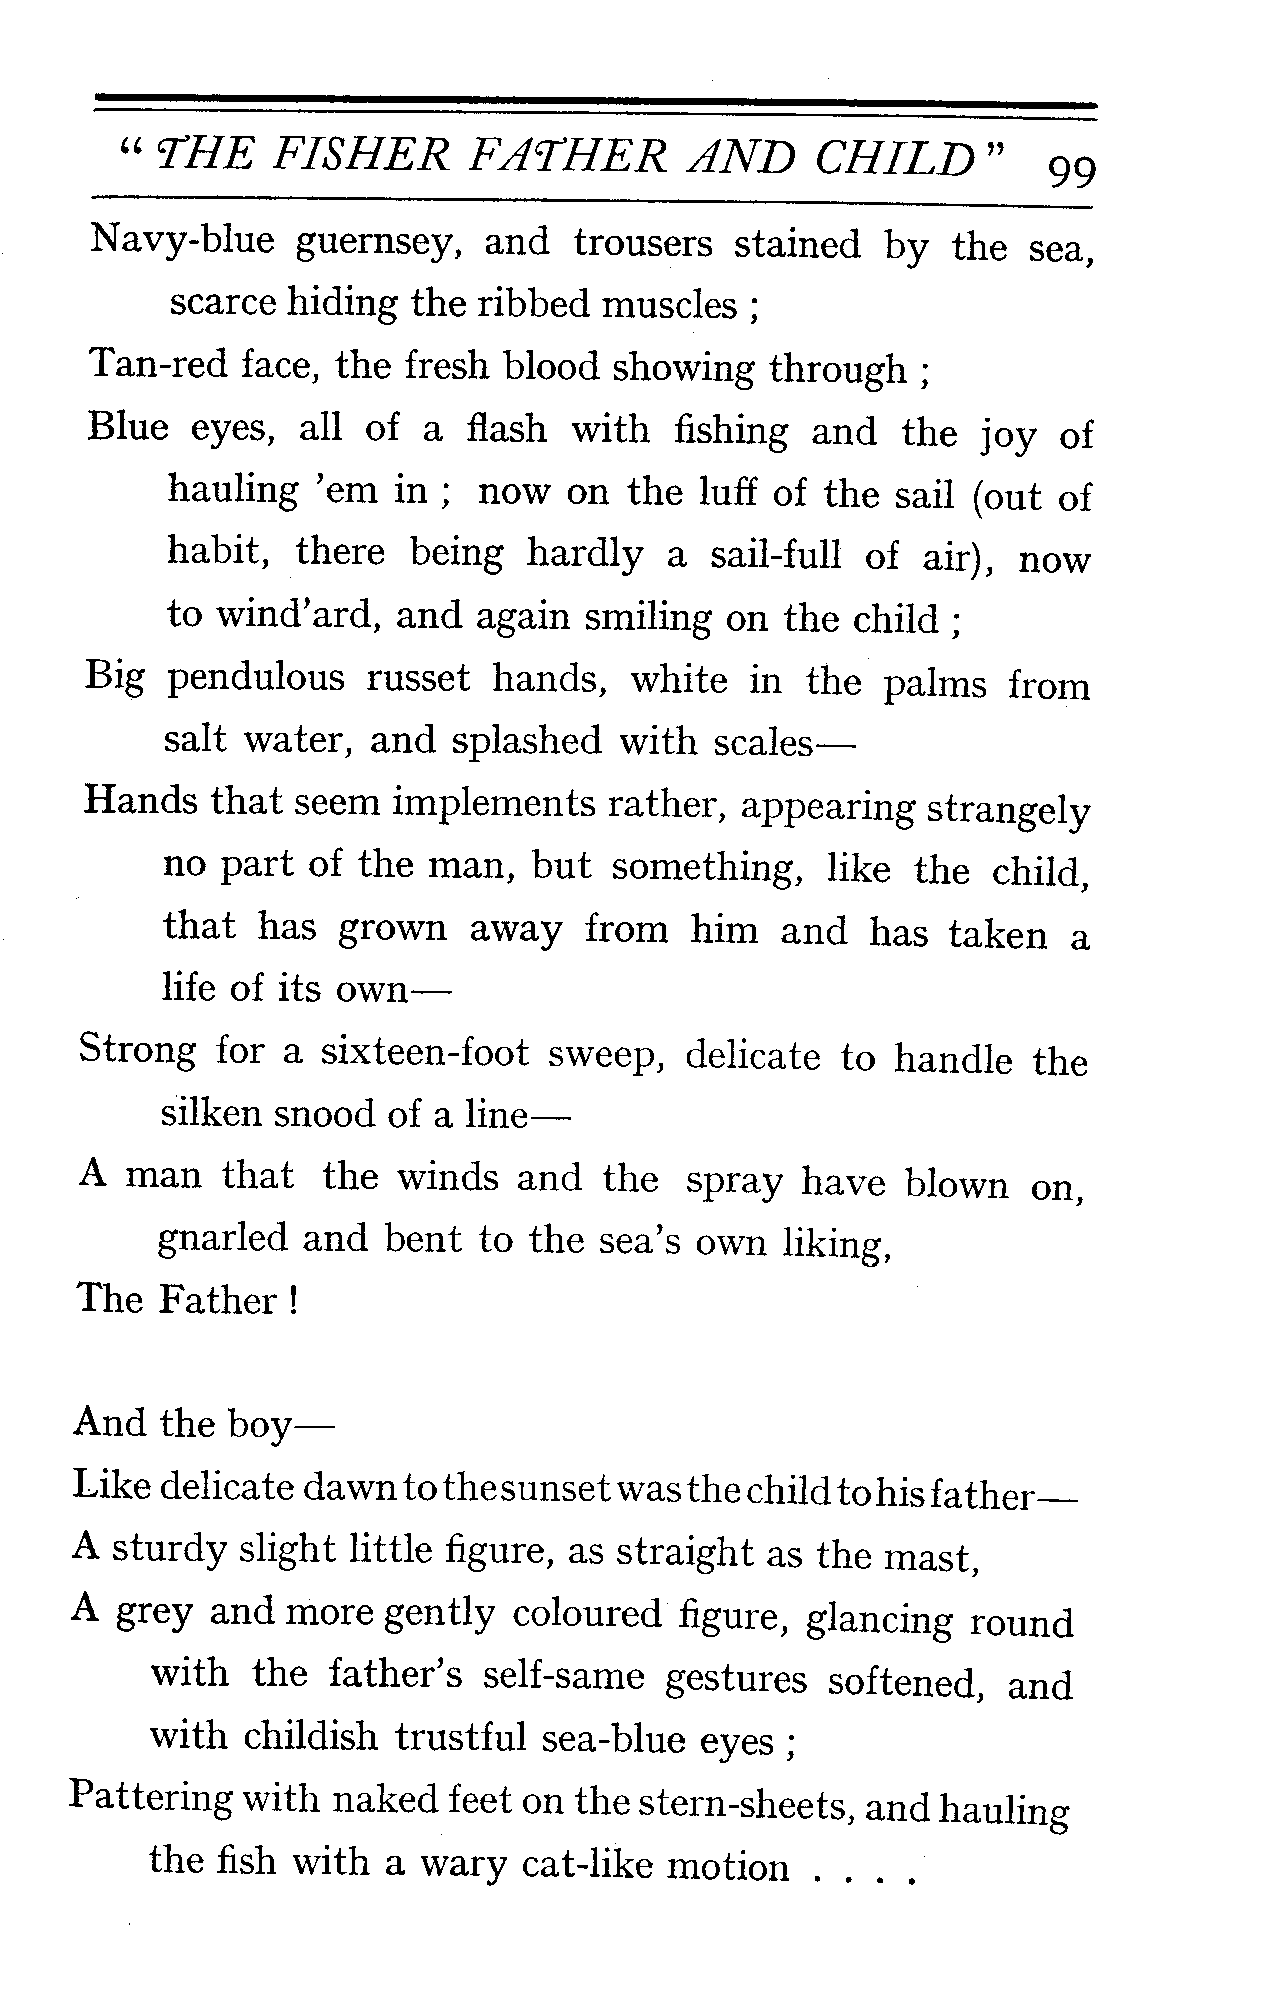 “ THE FISHER FATHER AND CHILD ” 99
Navy-blue guernsey, and trousers stained by the sea,
scarce hiding the ribbed muscles ;
Tan-red face, the fresh blood showing through ;
Blue eyes, all of a flash with fishing and the joy of
hauling ’em in ; now on the luff of the sail (out of
habit, there being hardly a sail-full of air), now
to wind’ard, and again smiling on the child ;
Big pendulous russet hands, white in the palms from
salt water, and splashed with scales—
Hands that seem implements rather, appearing strangely
no part of the man, but something, like the child,
that has grown away from him and has taken a
life of its own—
Strong for a sixteen-foot sweep, delicate to handle the
silken snood of a line—
A man that the winds and the spray have blown on,
gnarled and bent to the sea’s own liking,
The Father !
And the boy—
Like delicate dawn to the sunset was the child to his father—
A sturdy slight little figure, as straight as the mast,
A grey and more gently coloured figure, glancing round
with the father’s self-same gestures softened, and
with childish trustful sea-blue eyes ;
Pattering with naked feet on the stern-sheets, and hauling
the fish with a wary cat-like motion . . . .